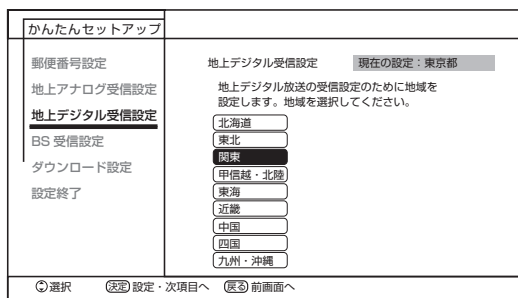 かんたんセットアップ
郵便番号設定
地上アナログ受信設定
地上デジタル受信設定
BS 受信設定
ダウンロード設定
設定終了
地上デジタル受信設定 現在の設定：東京都
地上デジタル放送の受信設定のために地域を
設定します。地域を選択してください。
北海道
東北
関東
甲信越・北陸
東海
近畿
中国
四国
九州・沖縄
選択 決定 設定・次項目へ 戻る 前画面へ